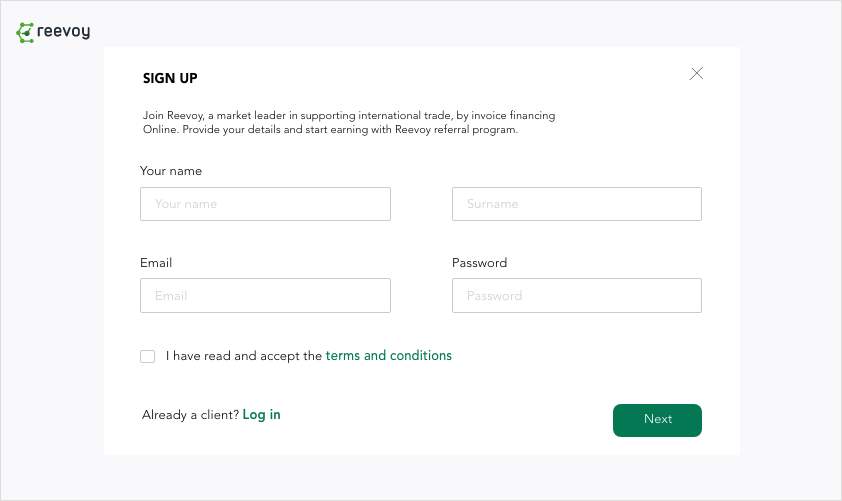 reevoy
SIGN UP
Join Reevoy, a market leader in supporting international trade, by invoice financing
Online. Provide your details and start earning with Reevoy referral program.
Your name
Your name
Surname
Email
Password
Email
Password
I have read and accept the terms and conditions
Already a client? Log in
Next